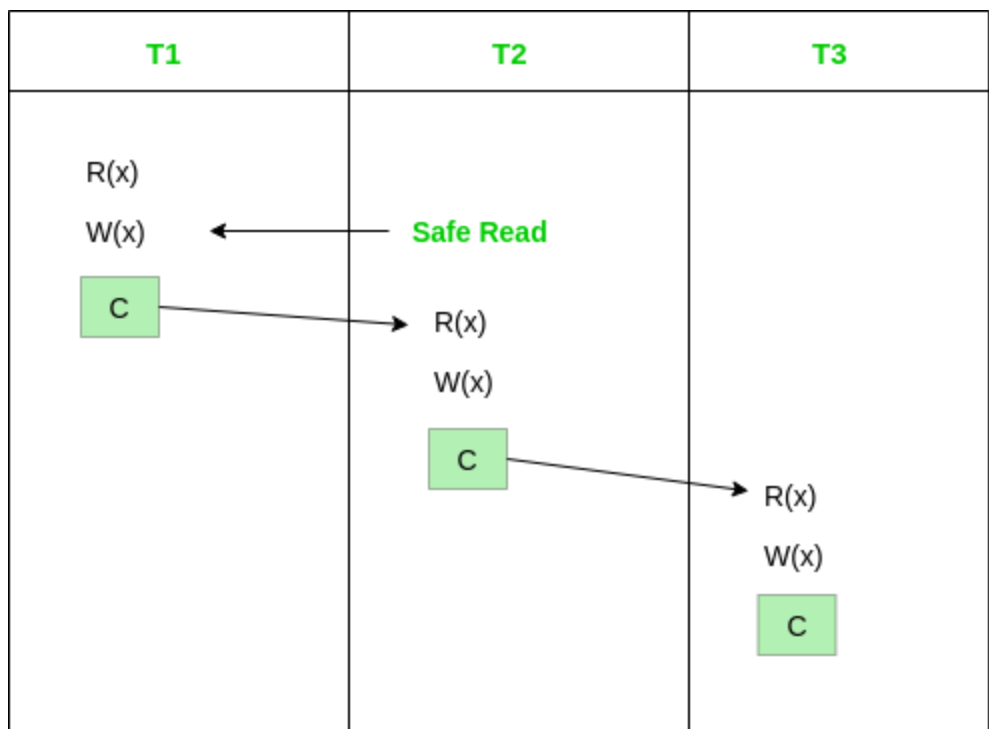 T1 T2 T3
R(x)
W(x) Safe Read
C
R(x)
W(x)
C
R(x)
W(x)
C